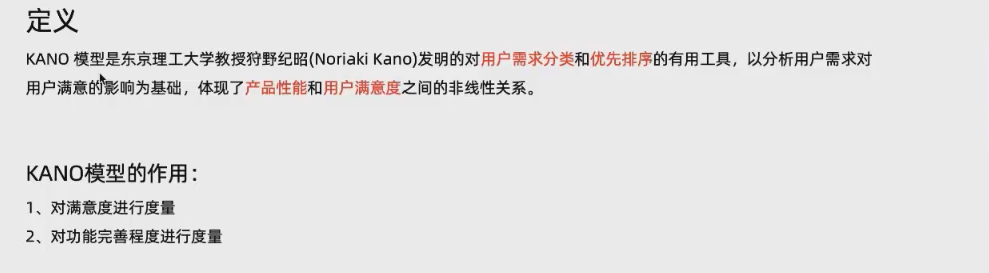 定义
KANO 模型是东京理工大学教授狩野纪昭(Noriaki Kano)发明的对用户需求分类和优先排序的有用工具，以分析用户需求对
用户满意的影响为基础，体现了产品性能和用户满意度之间的非线性关系。
KANO模型的作用：
1、对满意度进行度量
2、对功能完善程度进行度量